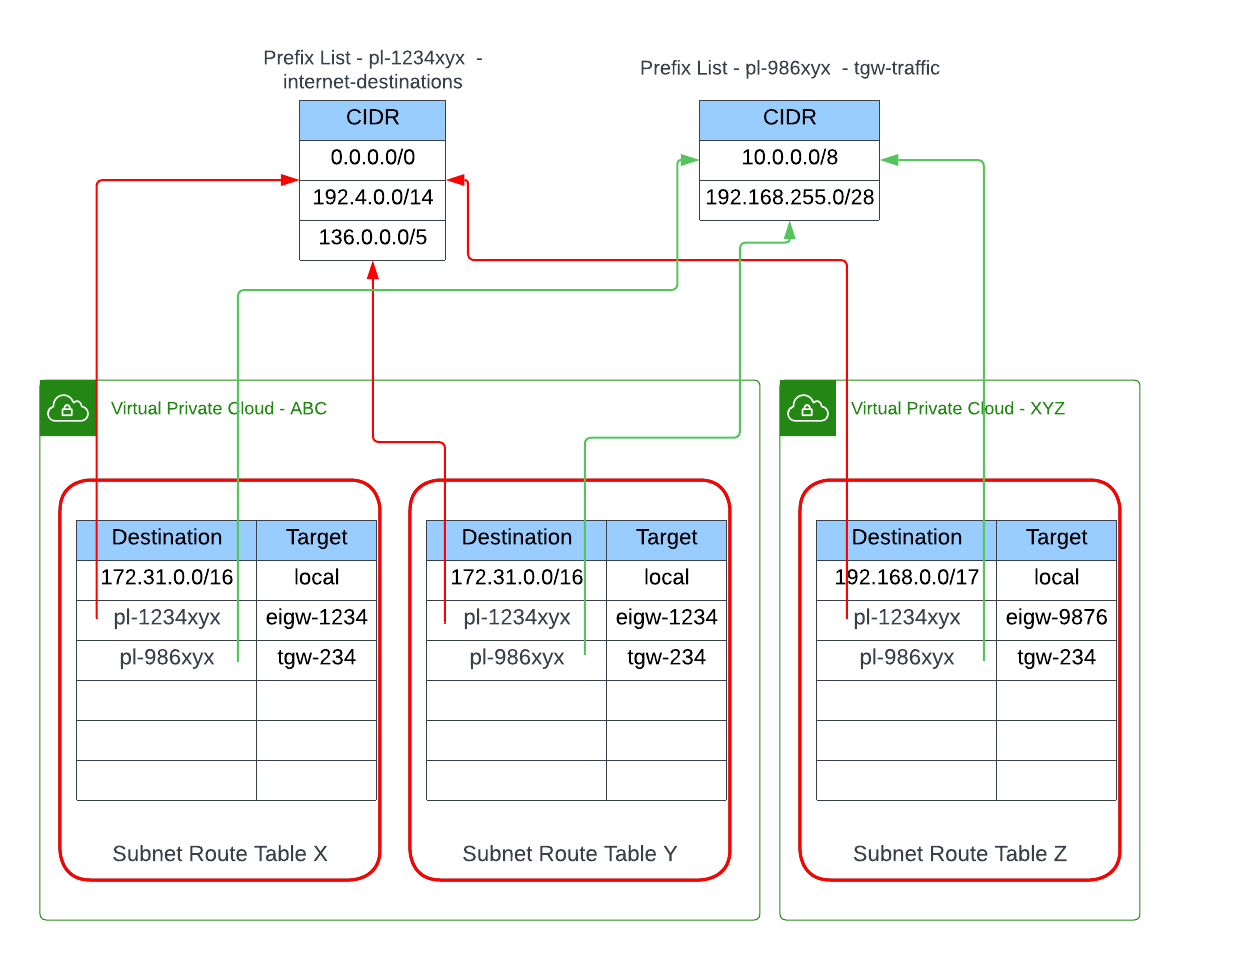 Prefix List - pl-1234xyx  -
internet-destinations
CIDR
0.0.0.0/0
192.4.0.0/14
136.0.0.0/5
Prefix List - pl-986xyx  - tgw-traffic
CIDR
10.0.0.0/8
192.168.255.0/28
Virtual Private Cloud - ABC
Destination Target
172.31.0.0/16 local
pl-1234xyx eigw-1234
pl-986xyx tgw-234
Subnet Route Table X
Destination Target
172.31.0.0/16 local
pl-1234xyx eigw-1234
pl-986xyx tgw-234
Subnet Route Table Y
Virtual Private Cloud - XYZ
Destination Target
192.168.0.0/17 local
pl-1234xyx eigw-9876
pl-986xyx tgw-234
Subnet Route Table Z